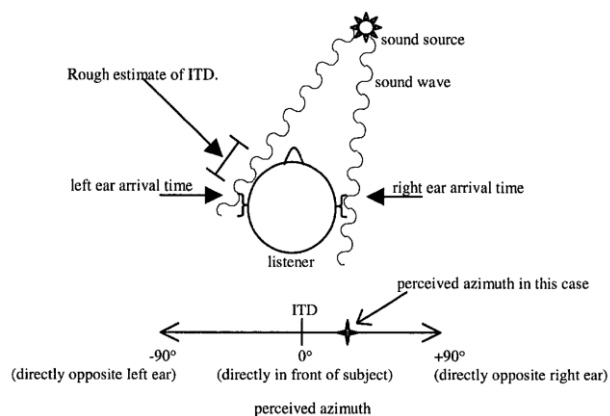 sound source
Rough estimate of ITD.
sound wave
left ear arrival time
right ear arrival time
listener
perceived azimuth in this case
ITD
-90° 0° +90°
(directly opposite left ear) (directly in front of subject) (directly opposite right ear)
perceived azimuth